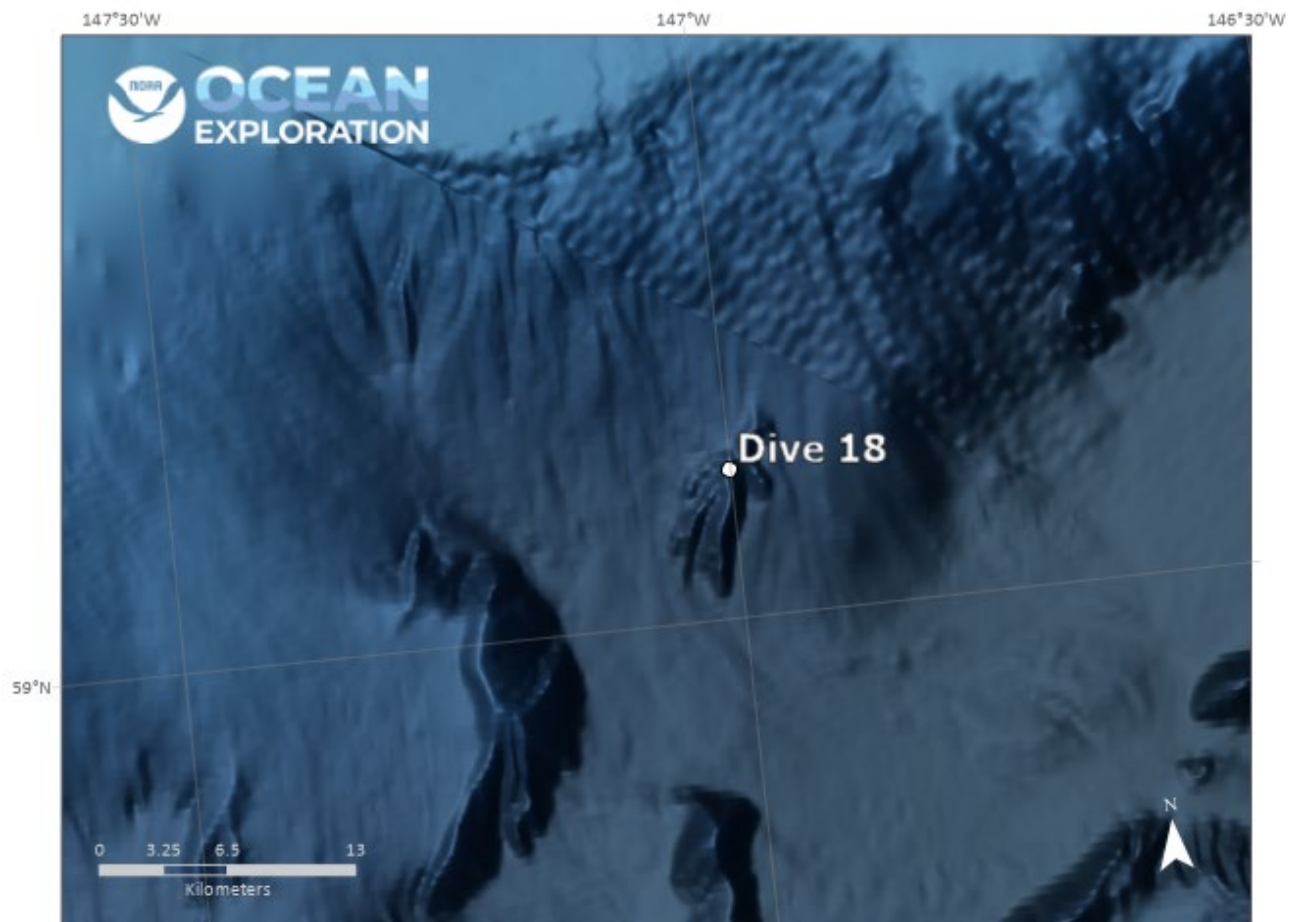 147°30'W
147°W
146°30'W
NOAA
OCEAN
EXPLORATION
Dive 18
59°N
N
0 3.25 6.5 13
Kilometers